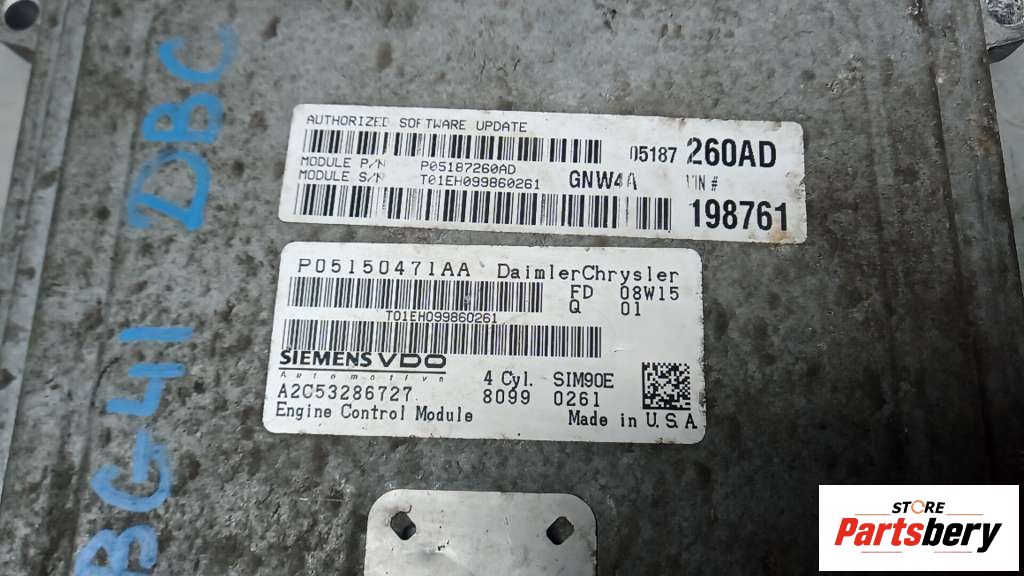 AUTHORIZED SOFTWARE UPDATE
05187 260AD
MODULE P/N P05187260AD
MODULE S/N T01EH099860261 GNW4A VIN #
198761
P05150471AA DaimlerChrysler
FD 08W15
Q 01
T01EH099860261
SIEMENS VDO
Automotive
4 Cyl. SIM90E
A2C53286727 8099 0261
Engine Control Module Made in U.S.A
BG41 DBC
STORE
Partsbery